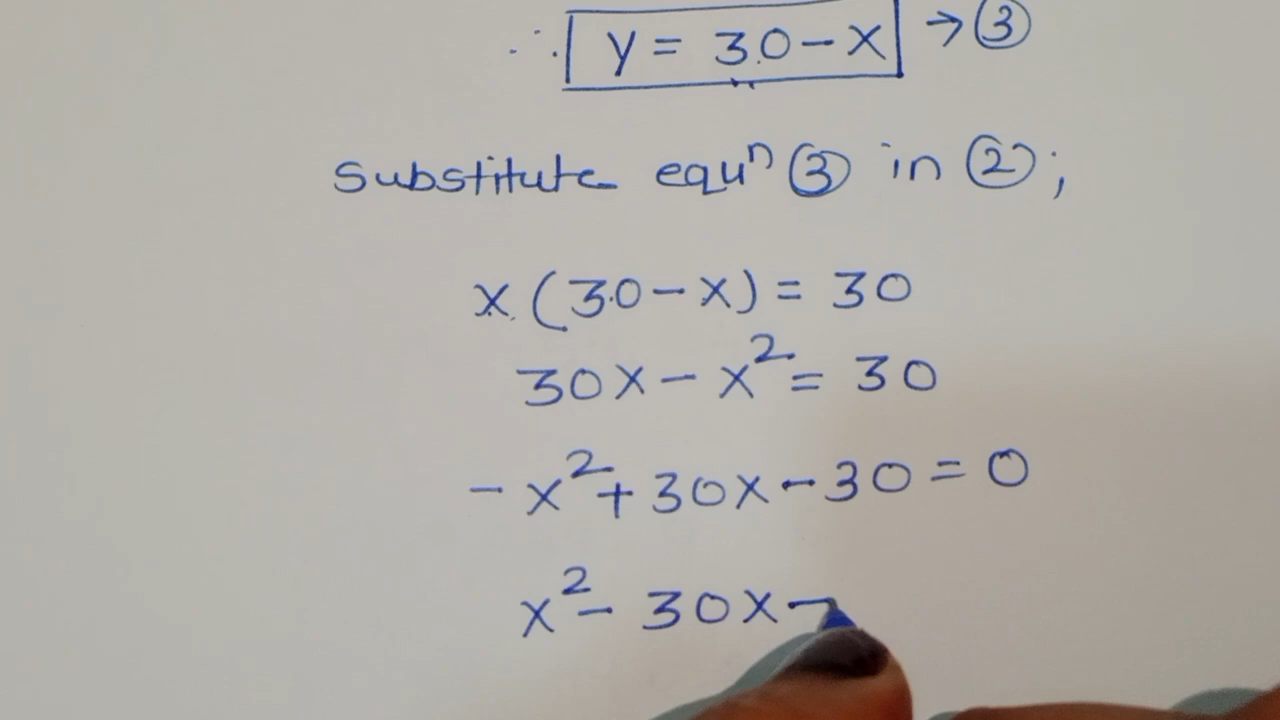 ∴ y = 30 - x → ③
Substitute equⁿ ③ in ②;
x (30 - x) = 30
30x - x² = 30
- x² + 30x - 30 = 0
x² - 30x -